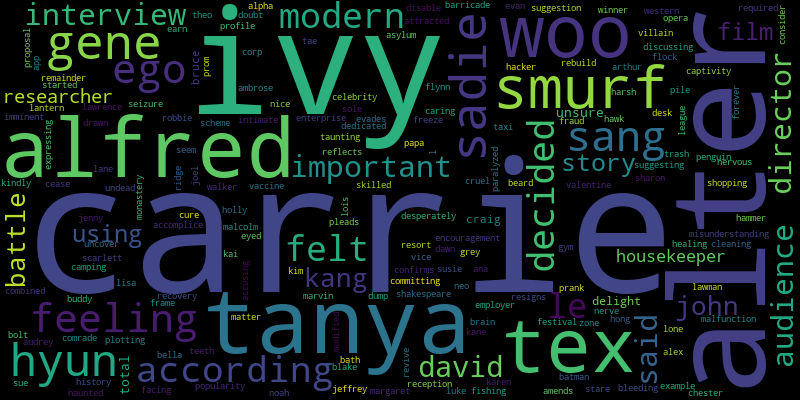 carrie
ivy
alfred
tanya
tex
alter
woo
hyun
smurf
gene
ego
sadie
sang
feeling
felt
kang
le
john
david
according
using
battle
decided
director
audience
film
modern
interview
important
story
said
researcher
housekeeper
unsure
delight
total
craig
alpha
theo
doubt
earn
profile
corp
tae
asylum
disable
attracted
barricade
evan
suggestion
winner
western
opera
required
villain
discussing
flock
consider
proposal
app
remainder
started
lantern
lawrence
imminent
drawn
seizure
bruce
prom
ambrose
nice
celebrity
robbie
scheme
intimate
sole
enterprise
evades
dedicated
flynn
caring
freeze
papa
taunting
reflects
hacker
rebuild
arthur
harsh
pile
captivity
desk
fraud
hawk
taxi
league
forever
trash
penguin
nervous
suggesting
sharon
shopping
valentine
hammer
misunderstanding
healing
cleaning
gym
prank
lawman
malfunction
lone
alex
example
chester
bleeding
stare
batman
hong
zone
nerve
festival
employer
resigns
neo
ana
susie
dawn
grey
confirms
committing
vice
resort
encouragement
desperately
lois
pleads
shakespeare
kane
brain
karen
reception
luke
fishing
amends
margaret
jeffrey
revive
blake
bath
modified
matter
marvin
dump
kim
accusing
eyed
kai
malcolm
holly
accomplice
cure
walker
vaccine
skilled
cruel
paralyzed
beard
joel
ridge
seem
lane
undead
monastery
expressing
kindly
cease
jenny
uncover
scarlett
camping
lisa
combined
buddy
recovery
frame
comrade
plotting
bolt
audrey
bella
teeth
sue
history
haunted
facing
popularity
noah